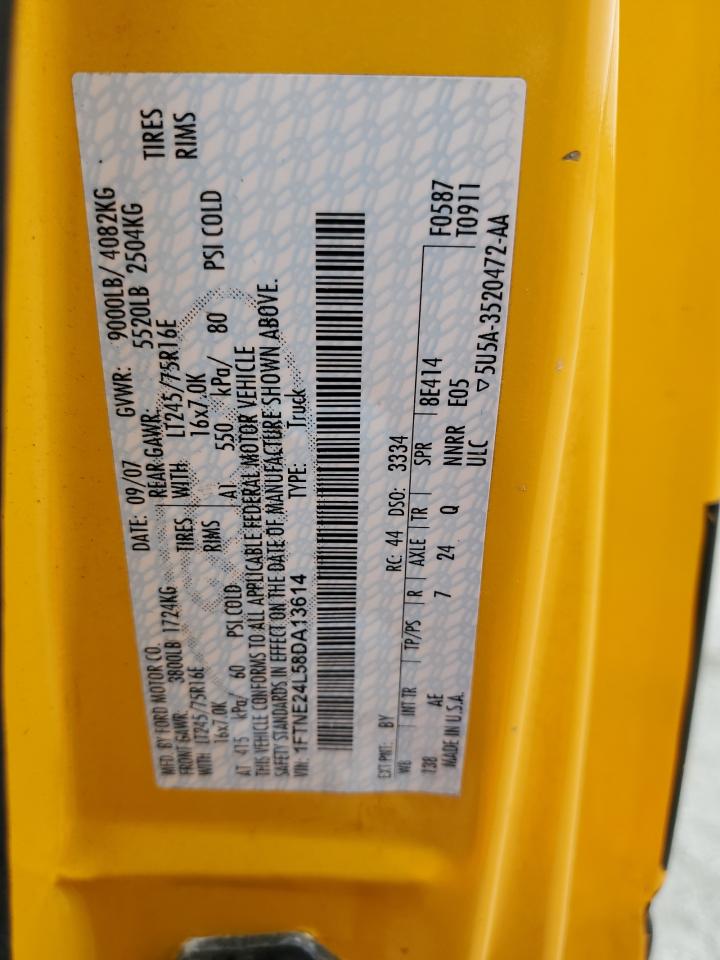 MFD. BY FORD MOTOR CO.
DATE: 09/07 GVWR: 9000LB/ 4082KG
FRONT GAWR: 3800LB 1724KG REAR GAWR: 5520LB 2504KG
WITH LT245/75R16E TIRES WITH LT245/75R16E TIRES
16x7.0K RIMS 16x7.0K RIMS
AT 415 kPa/ 60 PSI COLD AT 550 kPa/ 80 PSI COLD
THIS VEHICLE CONFORMS TO ALL APPLICABLE FEDERAL MOTOR VEHICLE
SAFETY STANDARDS IN EFFECT ON THE DATE OF MANUFACTURE SHOWN ABOVE.
VIN: 1FTNE24L58DA13614 TYPE: Truck
F0587
T0911
EXT PNT: BY RC: 44 DSO: 3334
WB INT TR TP/PS R AXLE TR SPR 8E414
138 AE 7 24 Q NNRR E05
ULC
MADE IN U.S.A. ▽5U5A-3520472-AA